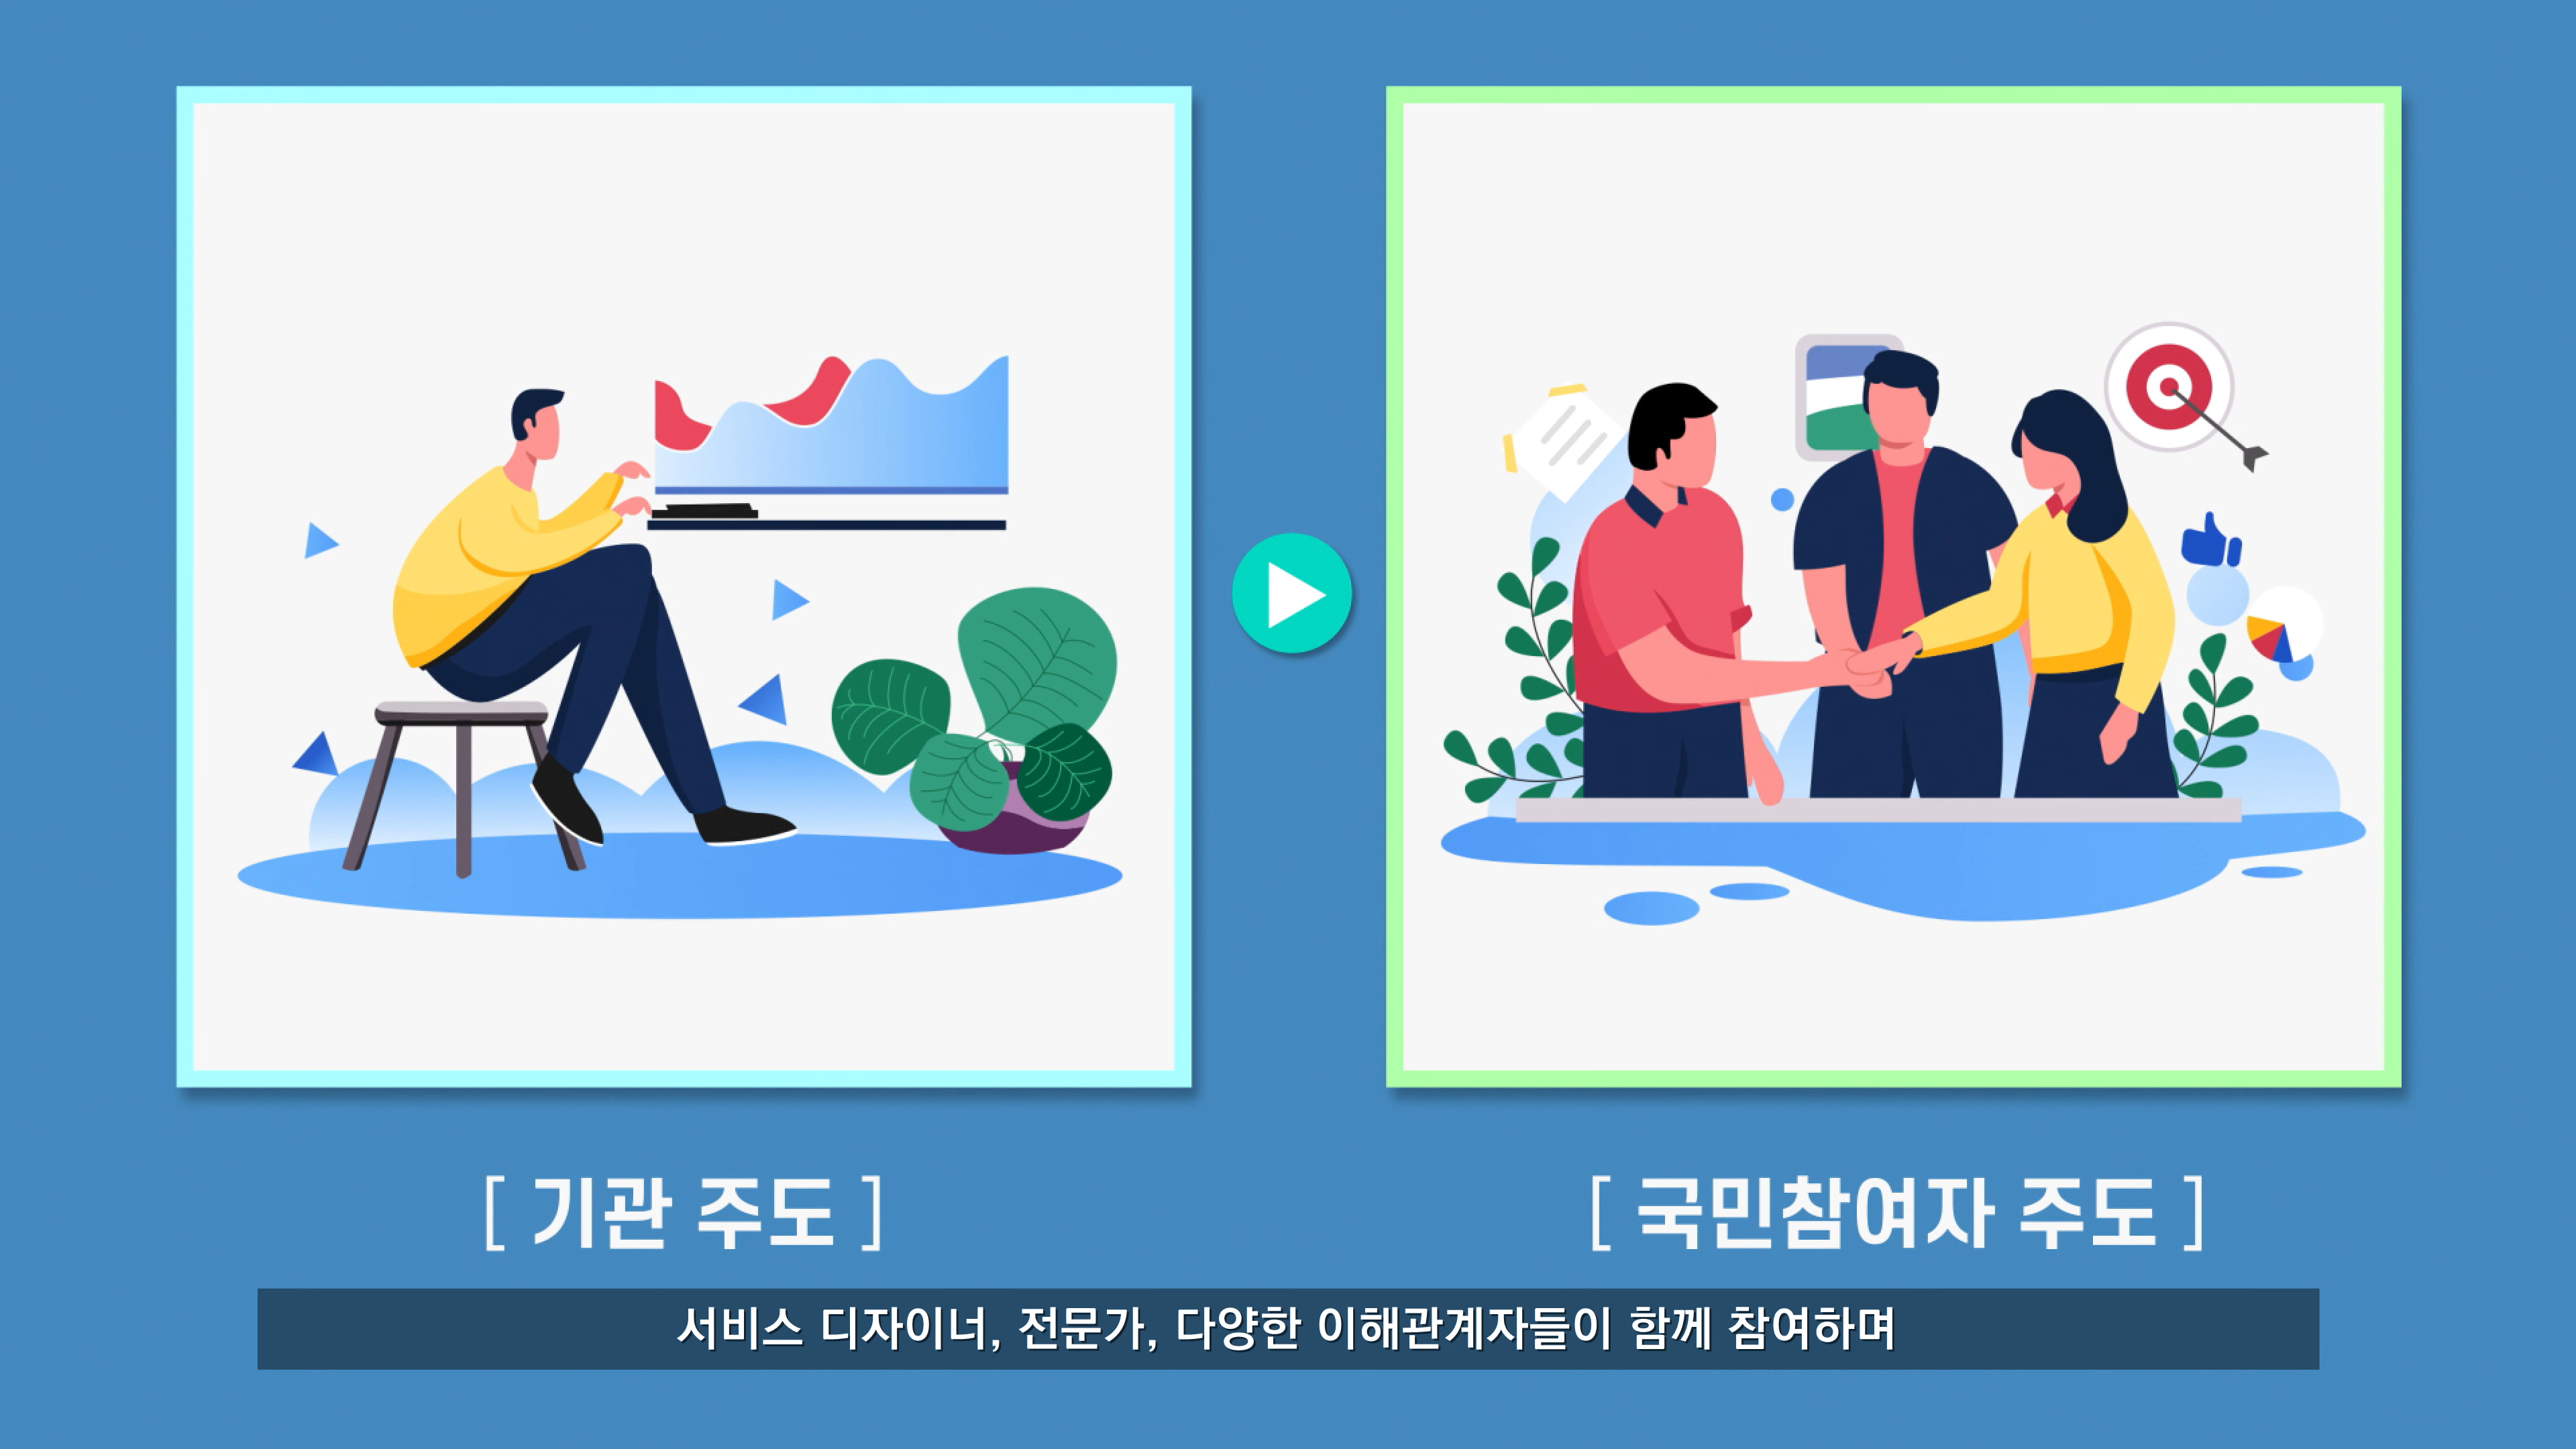 [ 기관 주도 ]
[ 국민참여자 주도 ]
서비스 디자이너, 전문가, 다양한 이해관계자들이 함께 참여하며